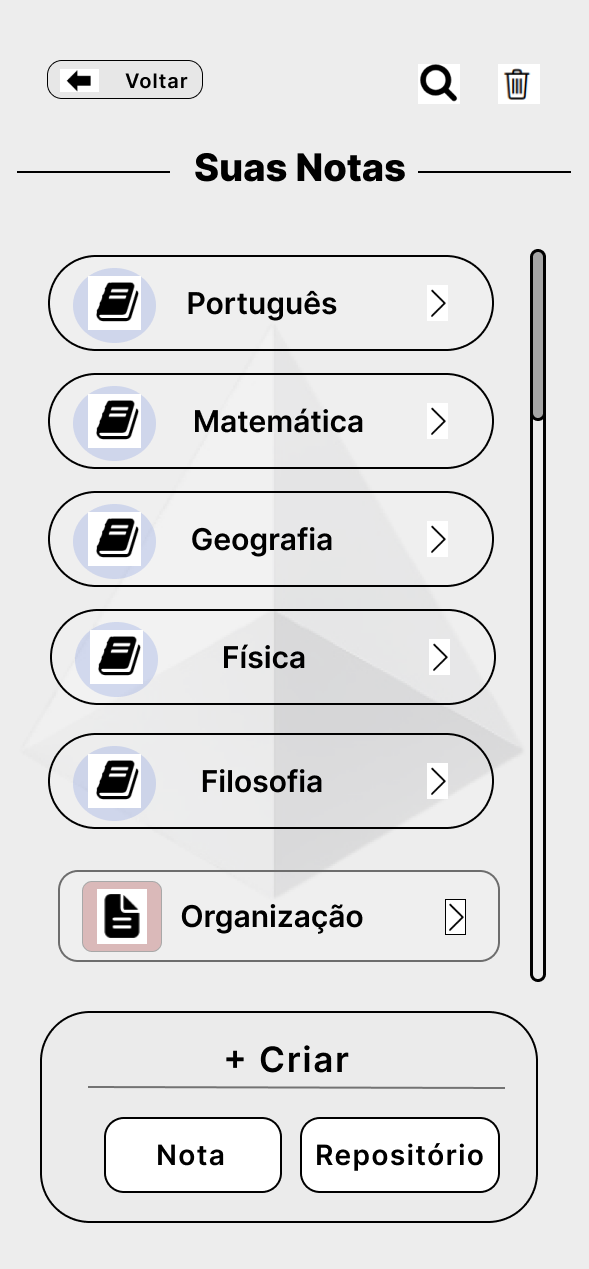 Voltar
Suas Notas
Português
Matemática
Geografia
Física
Filosofia
Organização
+ Criar
Nota
Repositório